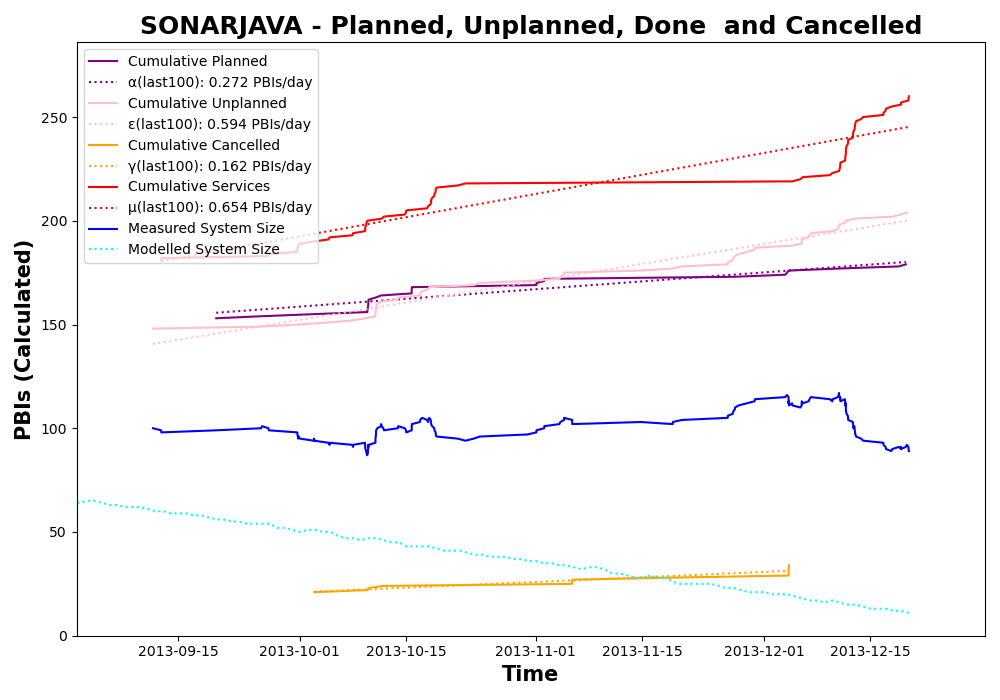 SONARJAVA - Planned, Unplanned, Done  and Cancelled
Cumulative Planned
α(last100): 0.272 PBIs/day
Cumulative Unplanned
ε(last100): 0.594 PBIs/day
Cumulative Cancelled
γ(last100): 0.162 PBIs/day
Cumulative Services
μ(last100): 0.654 PBIs/day
Measured System Size
Modelled System Size
PBIs (Calculated)
250
200
150
100
50
0
2013-09-15
2013-10-01
2013-10-15
2013-11-01
2013-11-15
2013-12-01
2013-12-15
Time